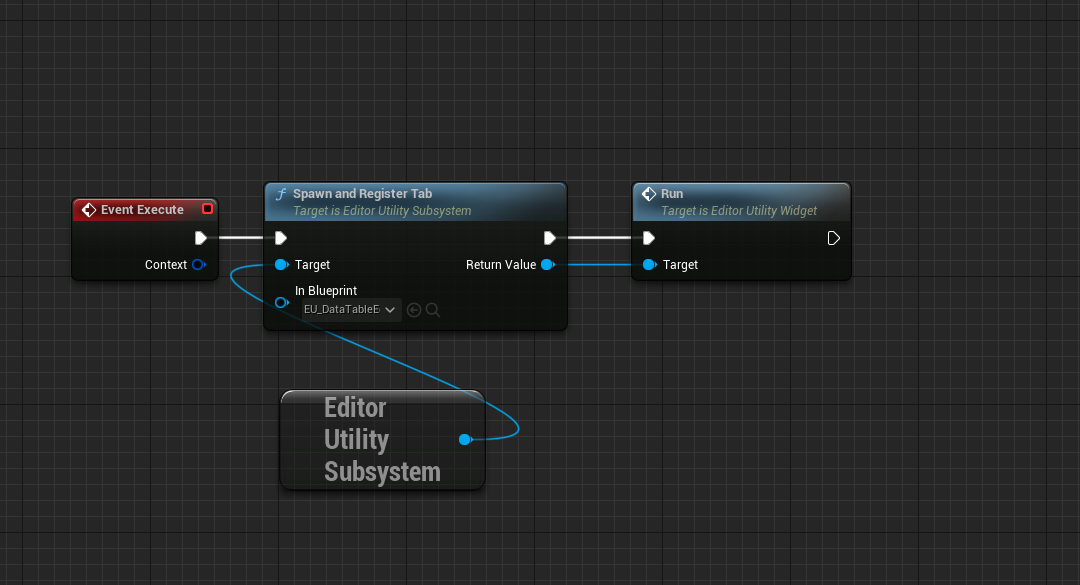 Event Execute
Context
Spawn and Register Tab
Target is Editor Utility Subsystem
Target
Return Value
In Blueprint
EU_DataTableE
Run
Target is Editor Utility Widget
Target
Editor
Utility
Subsystem